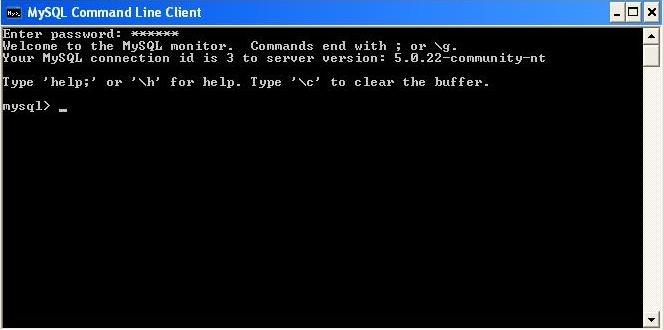 MySQL Command Line Client
Enter password: ******
Welcome to the MySQL monitor.  Commands end with ; or \g.
Your MySQL connection id is 3 to server version: 5.0.22-community-nt
Type 'help;' or '\h' for help. Type '\c' to clear the buffer.
mysql> _